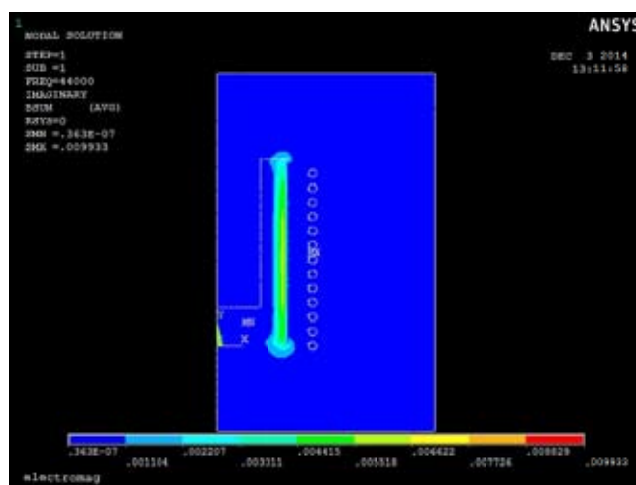 1
NODAL SOLUTION
STEP=1
SUB =1
FREQ=44000
IMAGINARY
BSUM (AVG)
RSYS=0
SMN =.363E-07
SMX =.009933
ANSYS
DEC 3 2014
13:11:58
MX
Y
MN
X
.363E-07 .002207 .004415 .006622 .008829
.001104 .003311 .005518 .007726 .009933
electromag